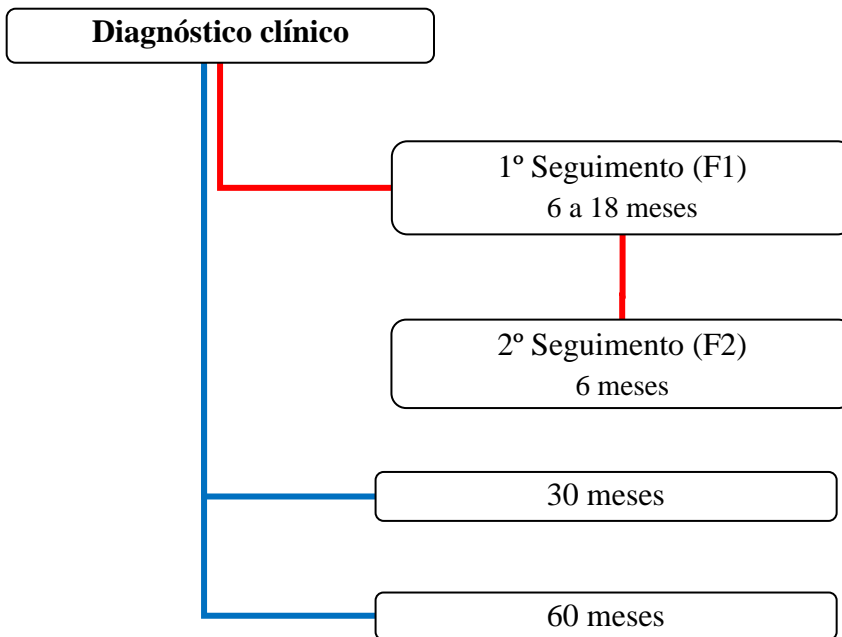 Diagnóstico clínico
1º Seguimento (F1)
6 a 18 meses
2º Seguimento (F2)
6 meses
30 meses
60 meses